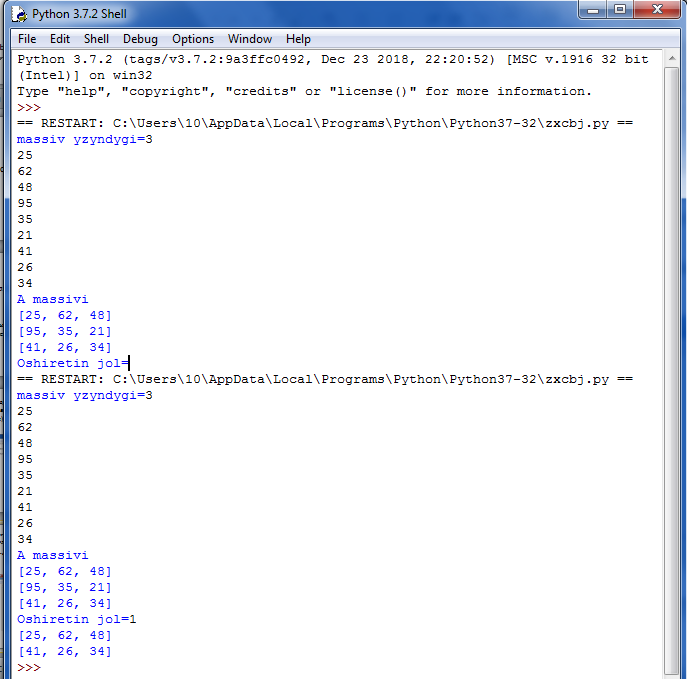 Python 3.7.2 Shell
File Edit Shell Debug Options Window Help
Python 3.7.2 (tags/v3.7.2:9a3ffc0492, Dec 23 2018, 22:20:52) [MSC v.1916 32 bit
(Intel)] on win32
Type "help", "copyright", "credits" or "license()" for more information.
>>>
== RESTART: C:\Users\10\AppData\Local\Programs\Python\Python37-32\zxcbj.py ==
massiv yzyndygi=3
25
62
48
95
35
21
41
26
34
A massivi
[25, 62, 48]
[95, 35, 21]
[41, 26, 34]
Oshiretin jol=
== RESTART: C:\Users\10\AppData\Local\Programs\Python\Python37-32\zxcbj.py ==
massiv yzyndygi=3
25
62
48
95
35
21
41
26
34
A massivi
[25, 62, 48]
[95, 35, 21]
[41, 26, 34]
Oshiretin jol=1
[25, 62, 48]
[41, 26, 34]
>>>